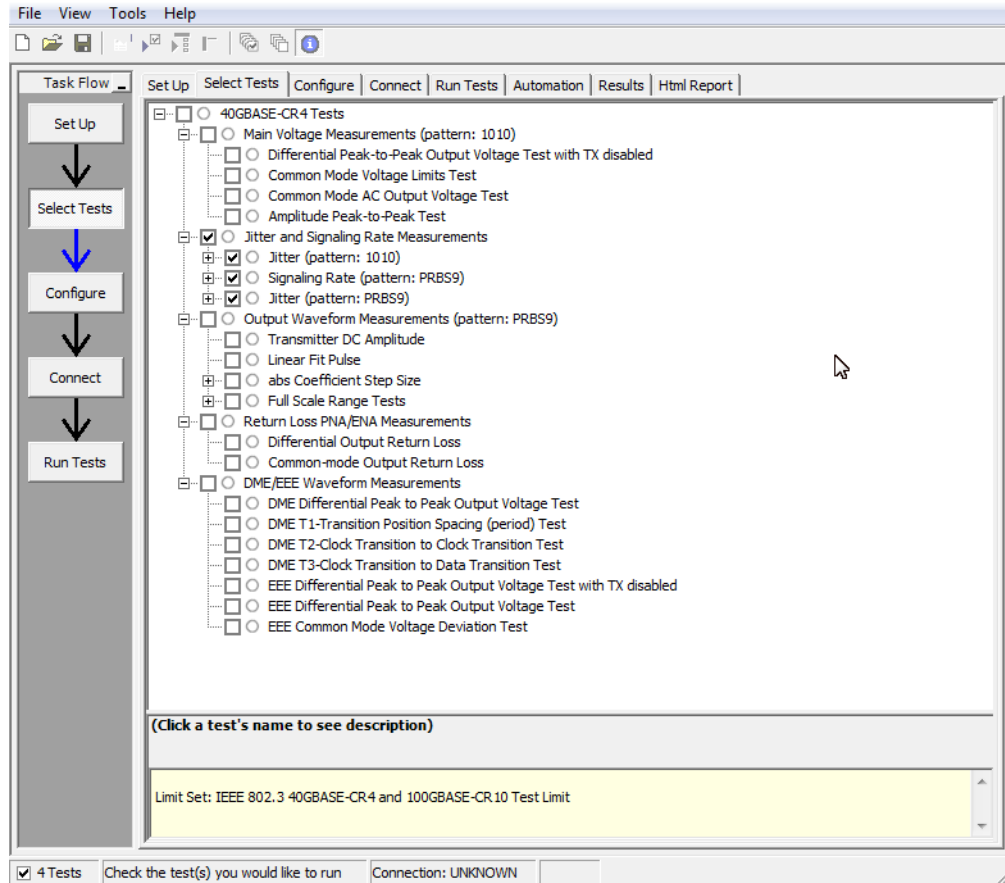 File View Tools Help
Task Flow
Set Up
Select Tests
Configure
Connect
Run Tests
Set Up Select Tests Configure Connect Run Tests Automation Results Html Report
40GBASE-CR4 Tests
Main Voltage Measurements (pattern: 1010)
Differential Peak-to-Peak Output Voltage Test with TX disabled
Common Mode Voltage Limits Test
Common Mode AC Output Voltage Test
Amplitude Peak-to-Peak Test
Jitter and Signaling Rate Measurements
Jitter (pattern: 1010)
Signaling Rate (pattern: PRBS9)
Jitter (pattern: PRBS9)
Output Waveform Measurements (pattern: PRBS9)
Transmitter DC Amplitude
Linear Fit Pulse
abs Coefficient Step Size
Full Scale Range Tests
Return Loss PNA/ENA Measurements
Differential Output Return Loss
Common-mode Output Return Loss
DME/EEE Waveform Measurements
DME Differential Peak to Peak Output Voltage Test
DME T1-Transition Position Spacing (period) Test
DME T2-Clock Transition to Clock Transition Test
DME T3-Clock Transition to Data Transition Test
EEE Differential Peak to Peak Output Voltage Test with TX disabled
EEE Differential Peak to Peak Output Voltage Test
EEE Common Mode Voltage Deviation Test
(Click a test's name to see description)
Limit Set: IEEE 802.3 40GBASE-CR4 and 100GBASE-CR10 Test Limit
4 Tests Check the test(s) you would like to run Connection: UNKNOWN